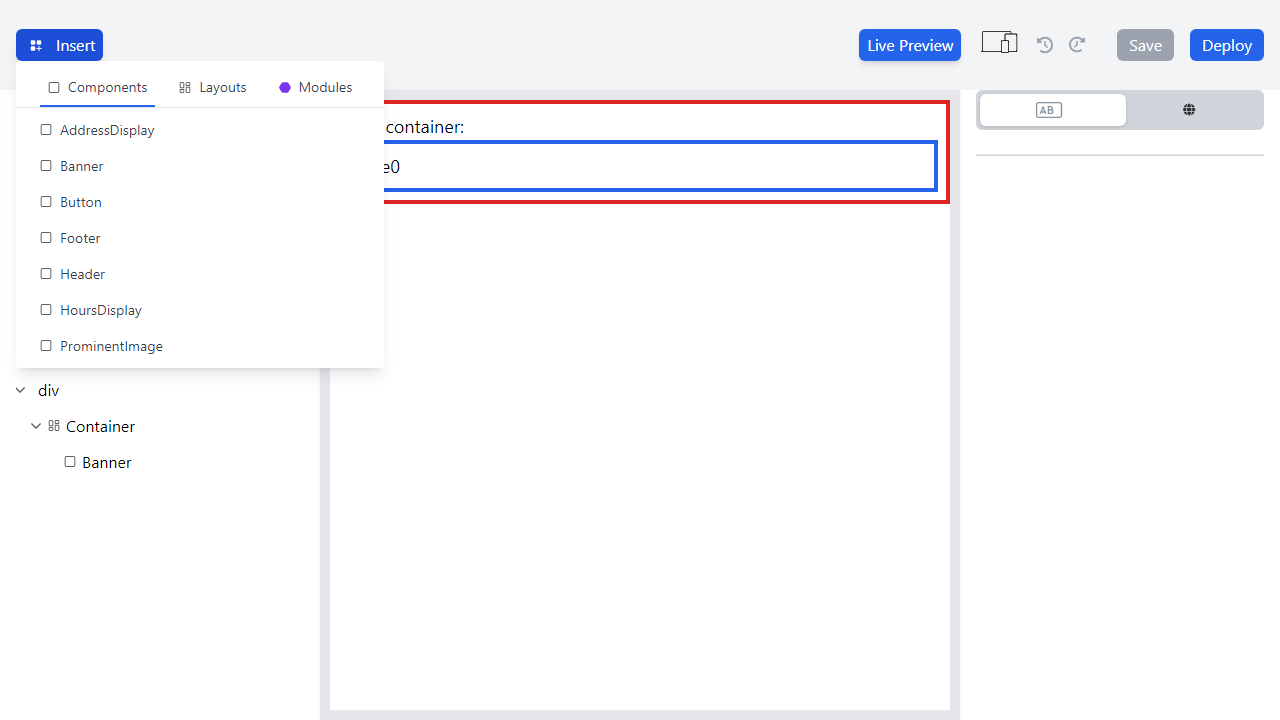 Insert
Live Preview
Save
Deploy
Components
Layouts
Modules
AB
AddressDisplay
container:
Banner
Button
Footer
Header
HoursDisplay
ProminentImage
div
Container
Banner